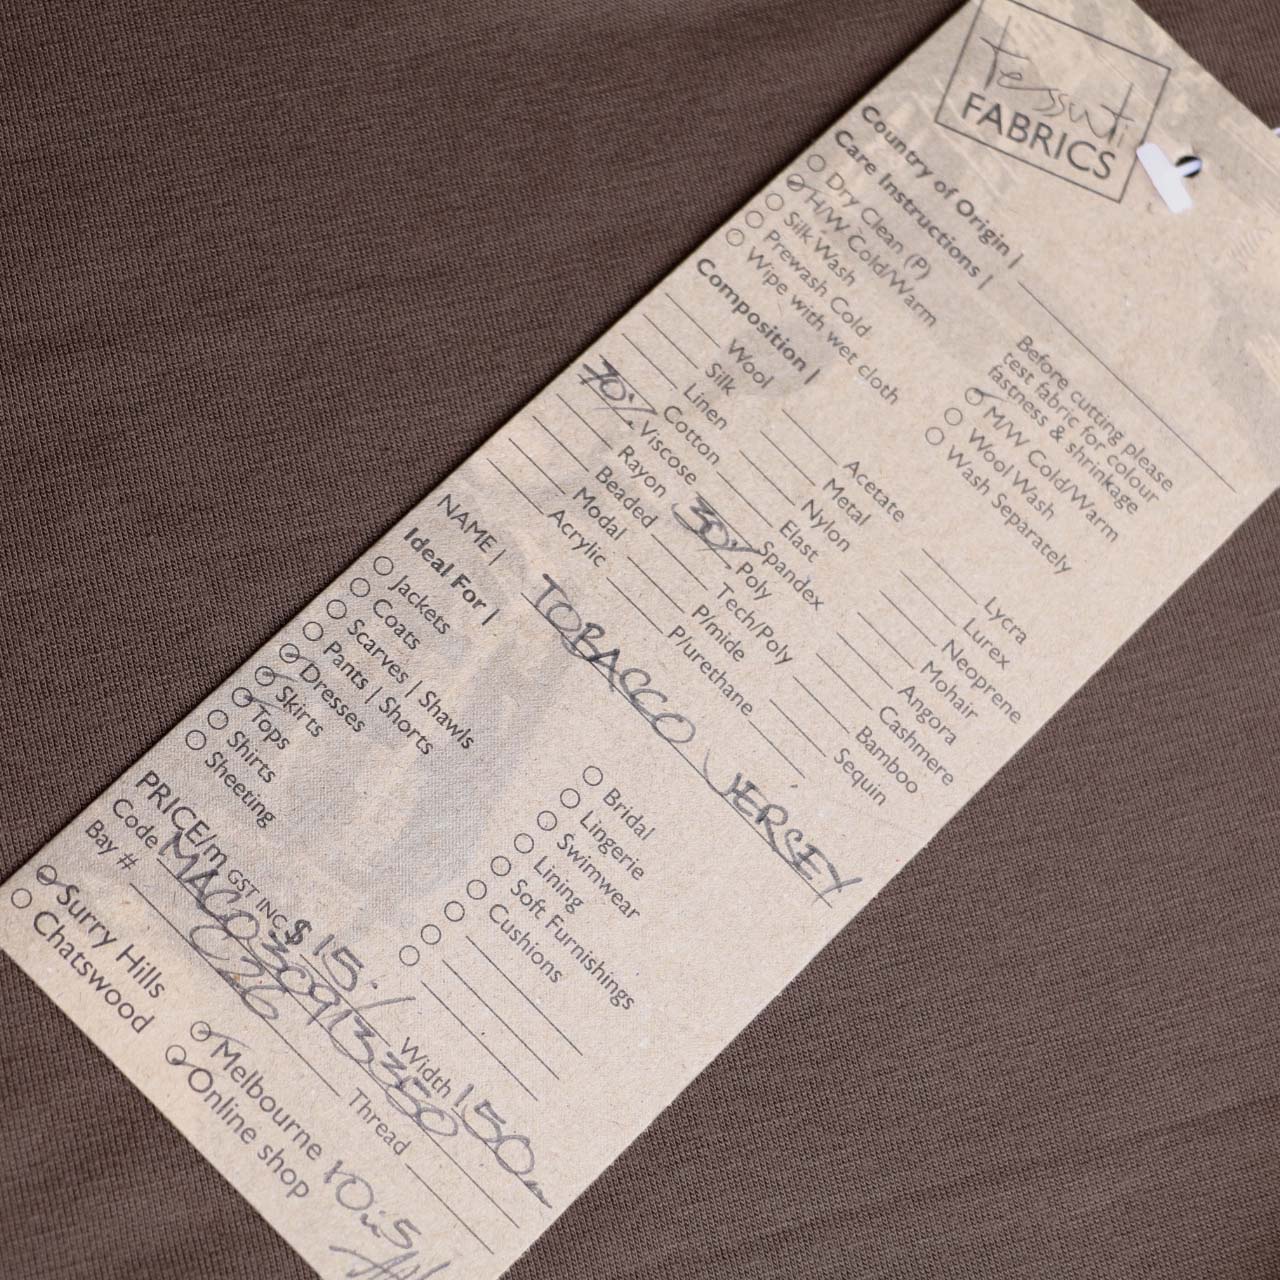 tessuti
FABRICS
Country of Origin |
Care Instructions |
Dry Clean (P)
H/W Cold/Warm
Silk Wash
Prewash Cold
Wipe with wet cloth
Before cutting please
test fabric for colour
fastness & shrinkage
M/W Cold/Warm
Wool Wash
Wash Separately
Composition |
Wool
Silk
Linen
Cotton
70% Viscose
Rayon
Beaded
Modal
Acrylic
Acetate
Metal
Nylon
Elast
Spandex
30% Poly
Tech/Poly
P/mide
P/urethane
Lycra
Lurex
Neoprene
Mohair
Angora
Cashmere
Bamboo
Sequin
NAME | TOBACCO JERSEY
Ideal For |
Jackets
Coats
Scarves | Shawls
Pants | Shorts
Dresses
Skirts
Tops
Shirts
Sheeting
Bridal
Lingerie
Swimwear
Lining
Soft Furnishings
Cushions
PRICE/m GST INC $15.- Width 150
Code MACO309/3350
Bay # C26 Thread
Surry Hills
Chatswood
Melbourne
Online shop